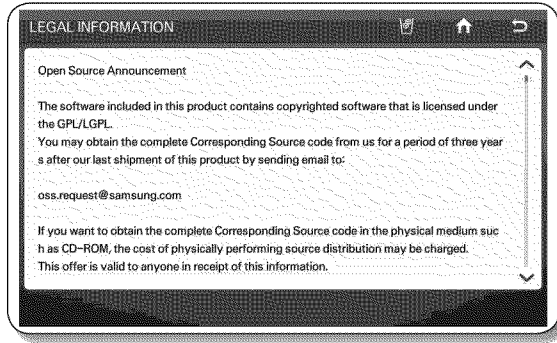 LEGAL INFORMATION
Open Source Announcement
The software included in this product contains copyrighted software that is licensed under
the GPL/LGPL.
You may obtain the complete Corresponding Source code from us for a period of three year
s after our last shipment of this product by sending email to:
oss.request@samsung.com
If you want to obtain the complete Corresponding Source code in the physical medium suc
h as CD-ROM, the cost of physically performing source distribution may be charged.
This offer is valid to anyone in receipt of this information.